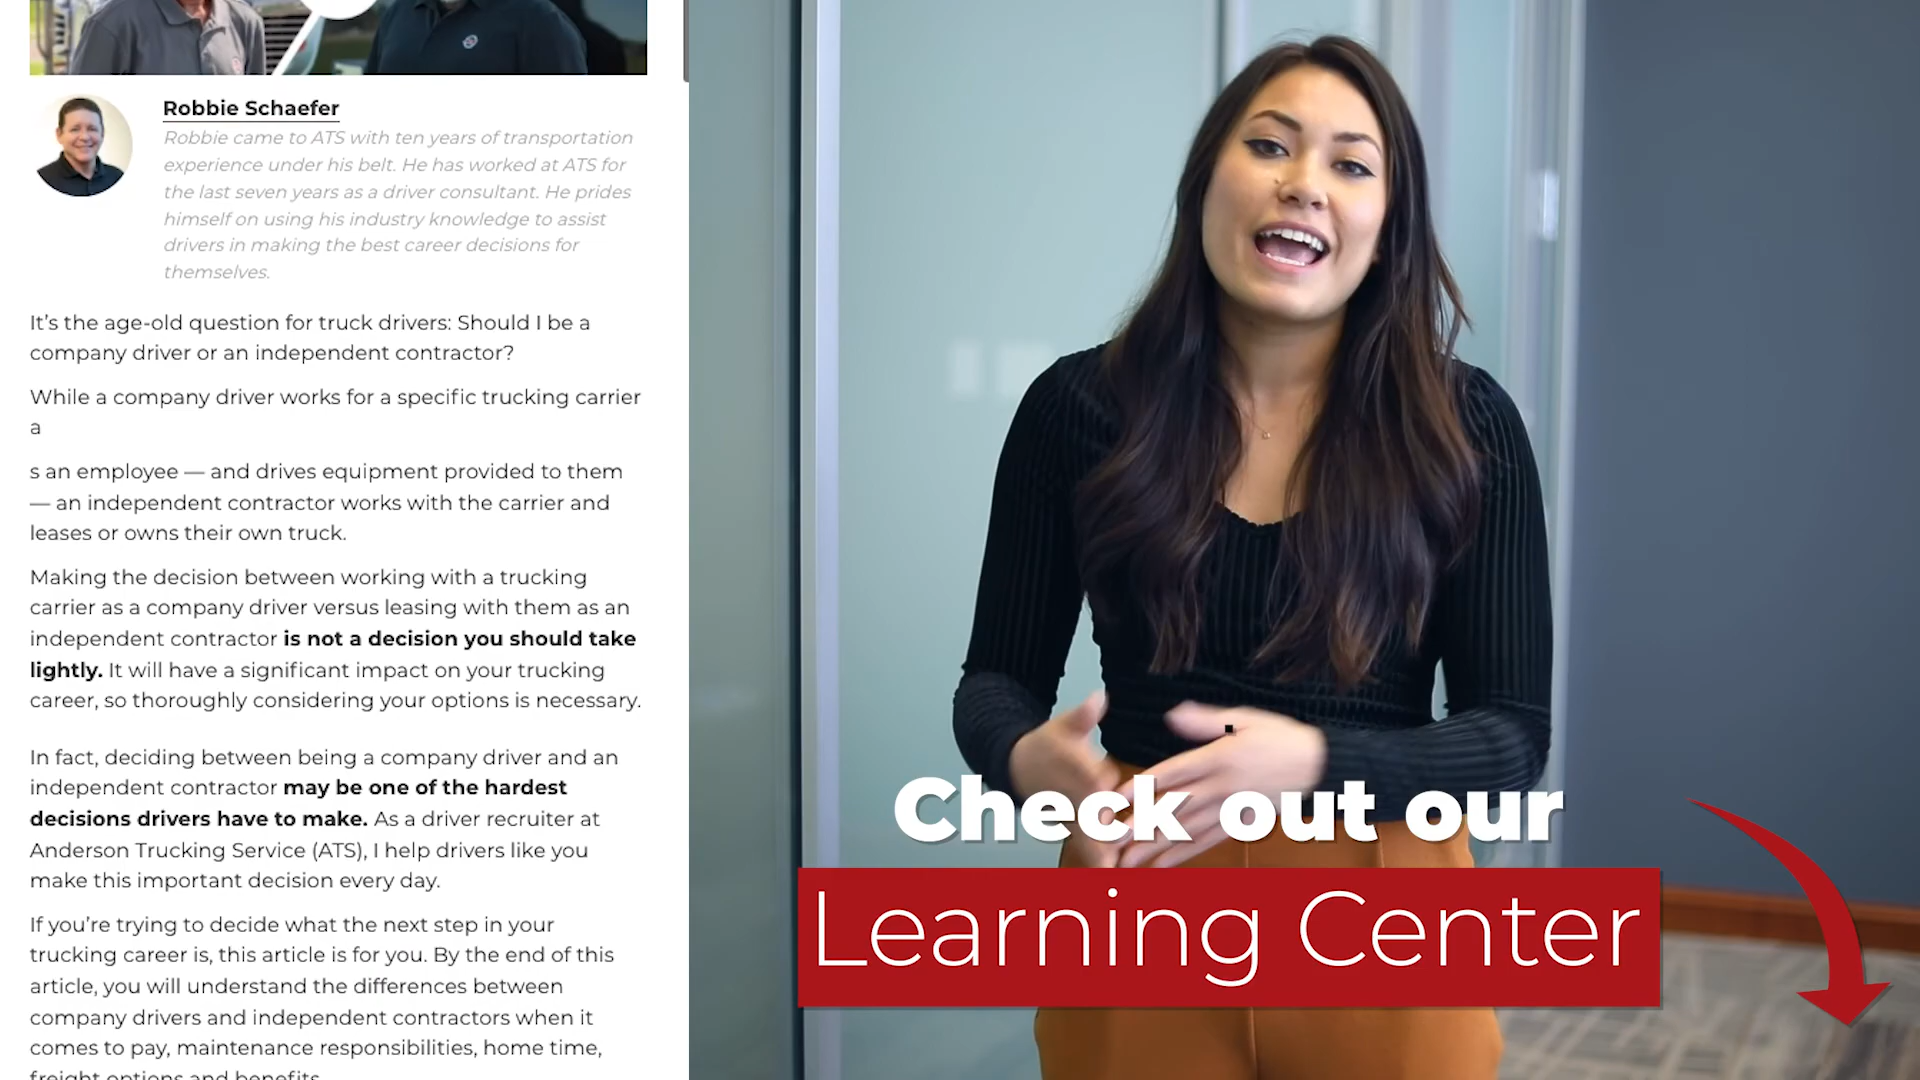 Robbie Schaefer
Robbie came to ATS with ten years of transportation
experience under his belt. He has worked at ATS for
the last seven years as a driver consultant. He prides
himself on using his industry knowledge to assist
drivers in making the best career decisions for
themselves.
It’s the age-old question for truck drivers: Should I be a
company driver or an independent contractor?
While a company driver works for a specific trucking carrier
a
s an employee — and drives equipment provided to them
— an independent contractor works with the carrier and
leases or owns their own truck.
Making the decision between working with a trucking
carrier as a company driver versus leasing with them as an
independent contractor is not a decision you should take
lightly. It will have a significant impact on your trucking
career, so thoroughly considering your options is necessary.
In fact, deciding between being a company driver and an
independent contractor may be one of the hardest
decisions drivers have to make. As a driver recruiter at
Anderson Trucking Service (ATS), I help drivers like you
make this important decision every day.
If you’re trying to decide what the next step in your
trucking career is, this article is for you. By the end of this
article, you will understand the differences between
company drivers and independent contractors when it
comes to pay, maintenance responsibilities, home time,
freight options and benefits.
Check out our
Learning Center